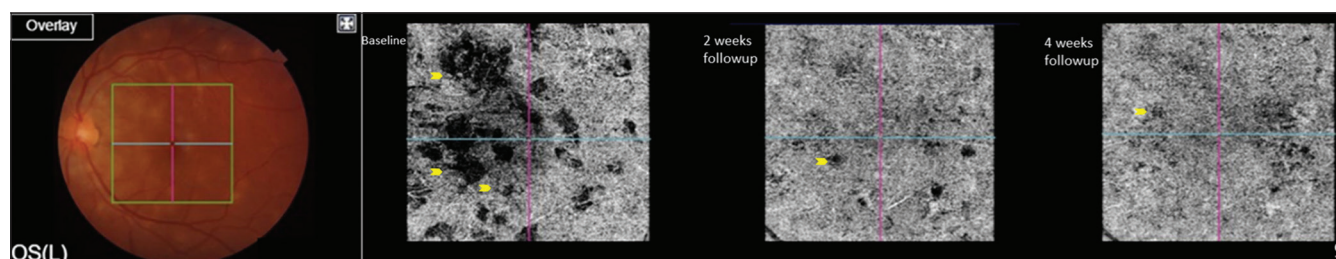 Overlay
OS(L)
Baseline
2 weeks
followup
4 weeks
followup